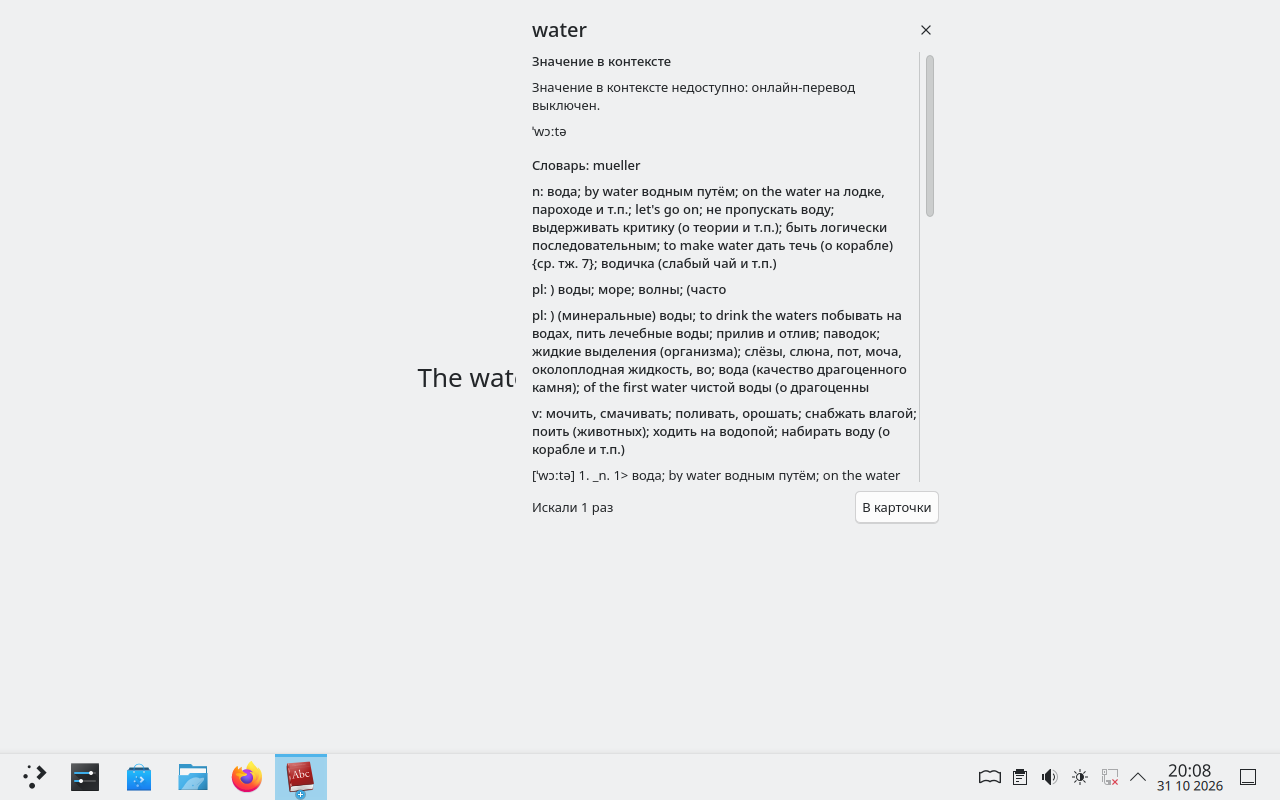 water
Значение в контексте
Значение в контексте недоступно: онлайн-перевод
выключен.
ˈwɔːtə
Словарь: mueller
n: вода; by water водным путём; on the water на лодке,
пароходе и т.п.; let's go on; не пропускать воду;
выдерживать критику (о теории и т.п.); быть логически
последовательным; to make water дать течь (о корабле)
{ср. тж. 7}; водичка (слабый чай и т.п.)
pl: ) воды; море; волны; (часто
pl: ) (минеральные) воды; to drink the waters побывать на
водах, пить лечебные воды; прилив и отлив; паводок;
жидкие выделения (организма); слёзы, слюна, пот, моча,
околоплодная жидкость, во; вода (качество драгоценного
камня); of the first water чистой воды (о драгоценны
The wat
v: мочить, смачивать; поливать, орошать; снабжать влагой;
поить (животных); ходить на водопой; набирать воду (о
корабле и т.п.)
[ˈwɔːtə] 1. _n. 1> вода; by water водным путём; on the water
Искали 1 раз
В карточки
Abc
20:08
31 10 2026